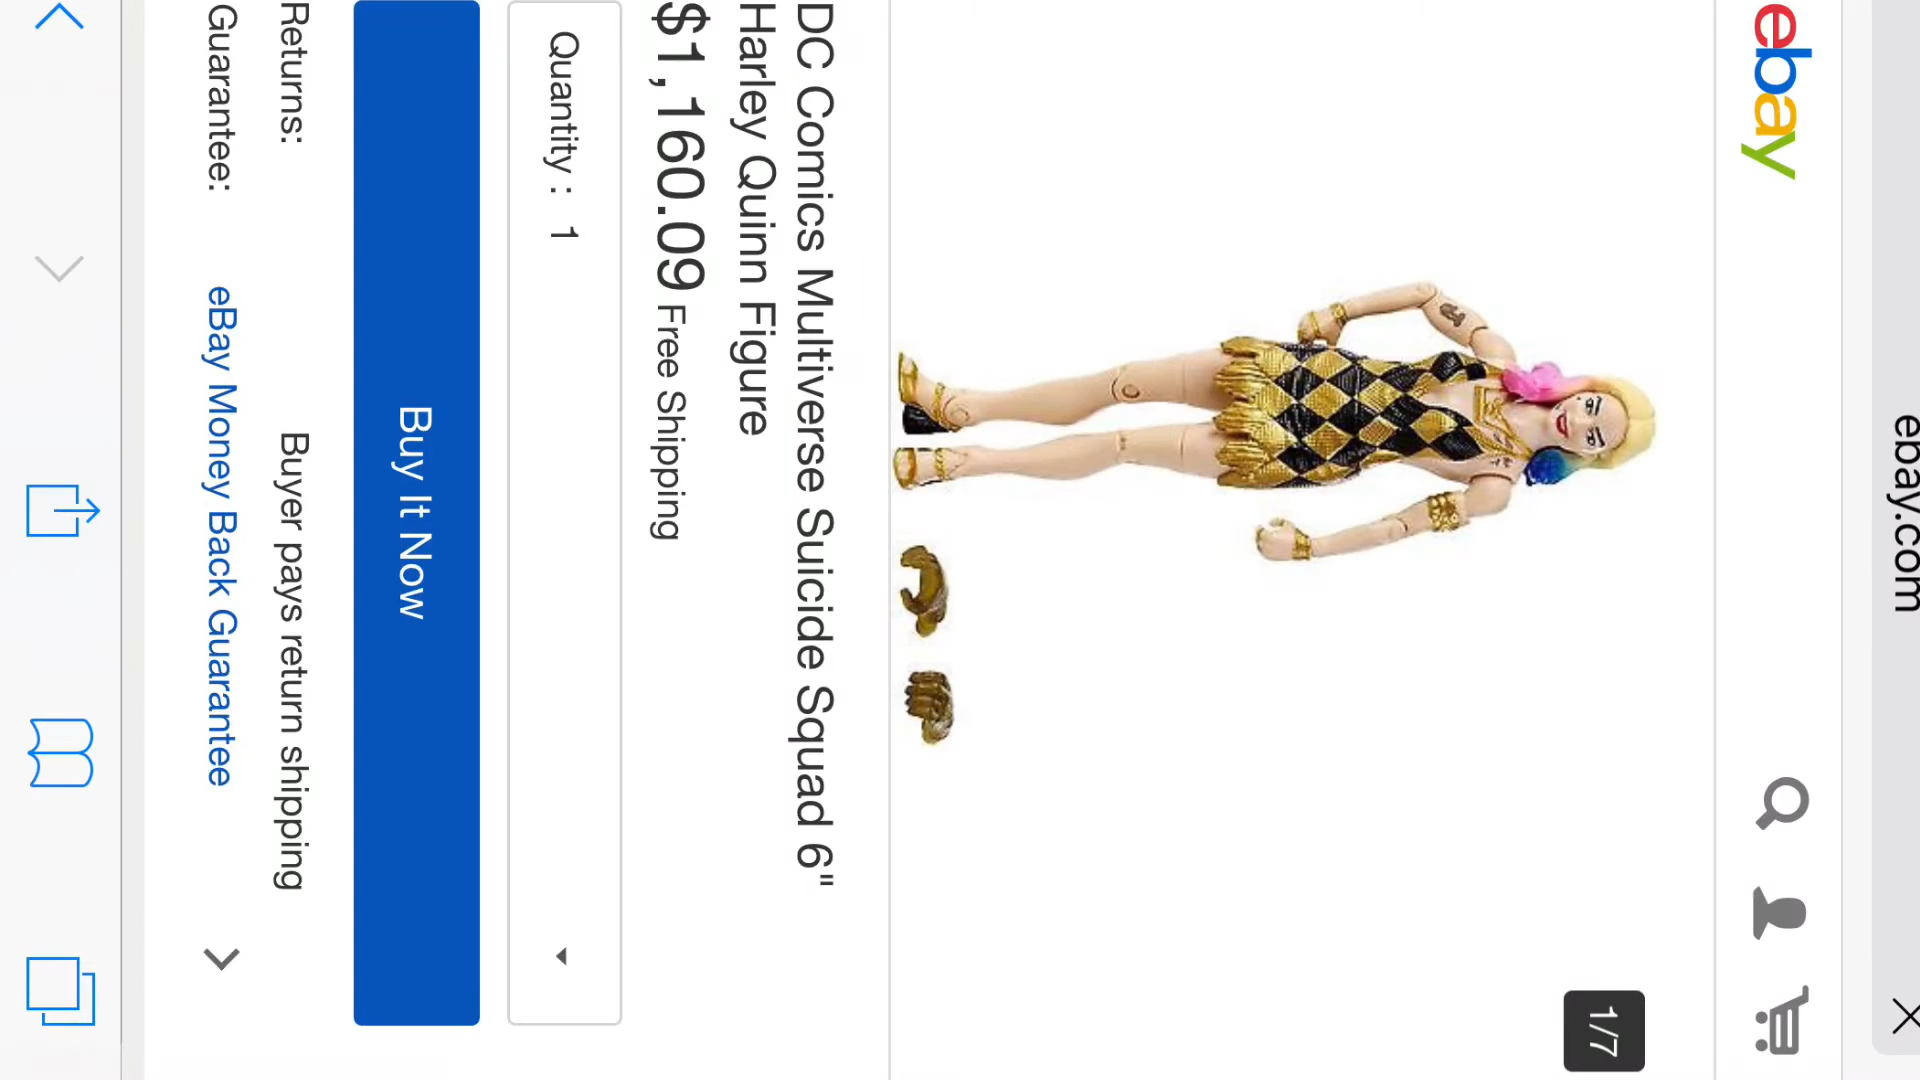 ebay.com
ebay
1/7
DC Comics Multiverse Suicide Squad 6"
Harley Quinn Figure
$1,160.09 Free Shipping
Quantity : 1
Buy It Now
Returns: Buyer pays return shipping
Guarantee: eBay Money Back Guarantee